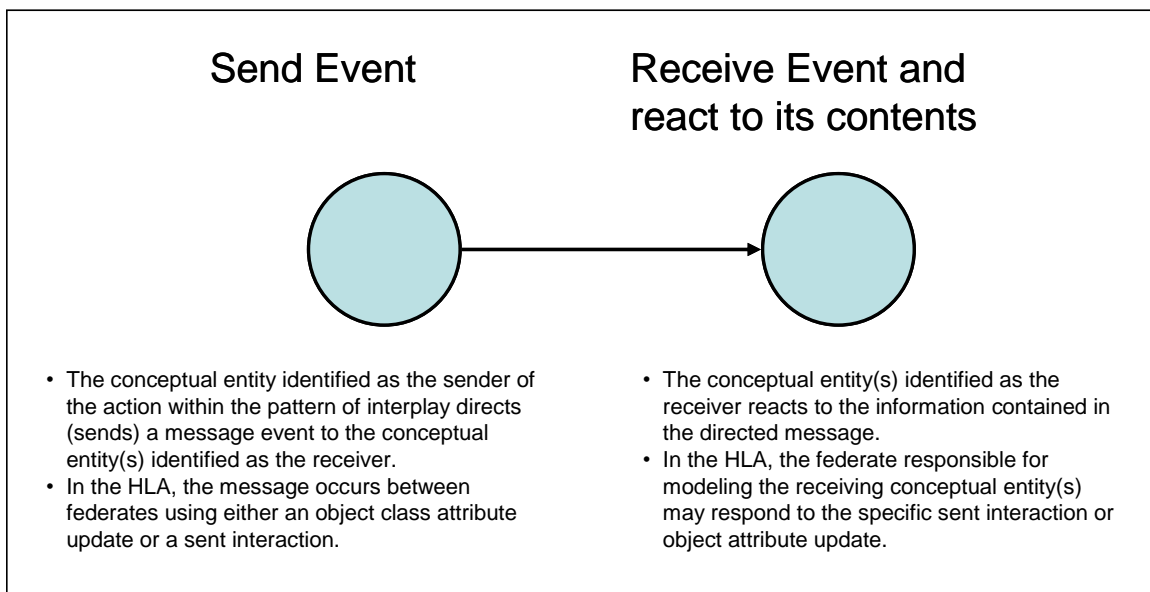 Send Event
Receive Event and
react to its contents
• The conceptual entity identified as the sender of
the action within the pattern of interplay directs
(sends) a message event to the conceptual
entity(s) identified as the receiver.
• In the HLA, the message occurs between
federates using either an object class attribute
update or a sent interaction.
• The conceptual entity(s) identified as the
receiver reacts to the information contained in
the directed message.
• In the HLA, the federate responsible for
modeling the receiving conceptual entity(s)
may respond to the specific sent interaction or
object attribute update.